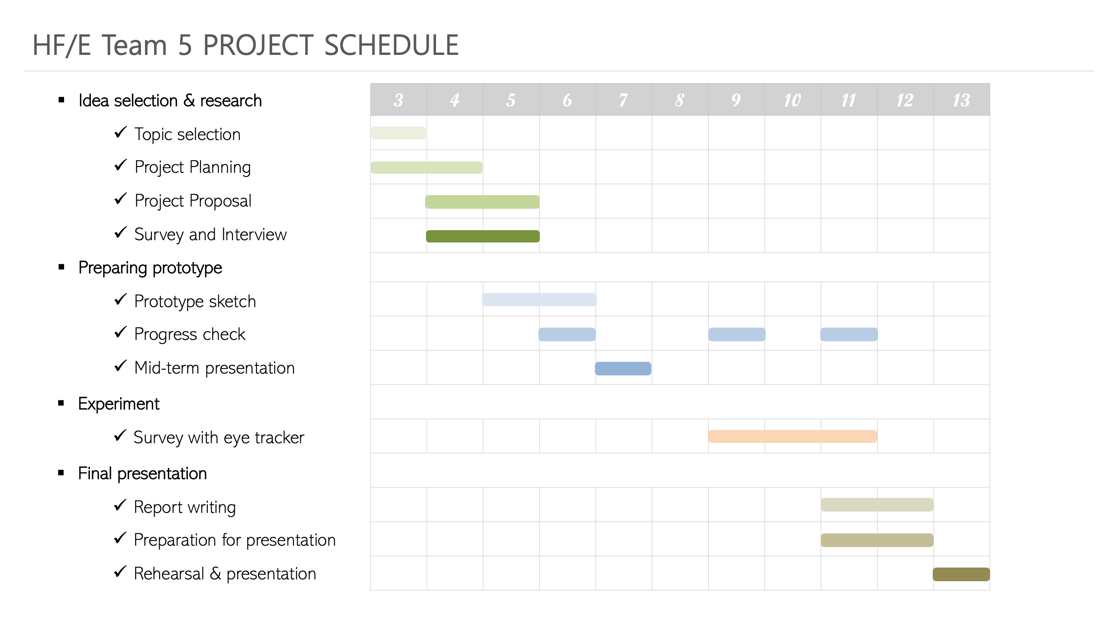 HF/E Team 5 PROJECT SCHEDULE
▪ Idea selection & research
3 4 5 6 7 8 9 10 11 12 13
✓ Topic selection
✓ Project Planning
✓ Project Proposal
✓ Survey and Interview
▪ Preparing prototype
✓ Prototype sketch
✓ Progress check
✓ Mid-term presentation
▪ Experiment
✓ Survey with eye tracker
▪ Final presentation
✓ Report writing
✓ Preparation for presentation
✓ Rehearsal & presentation